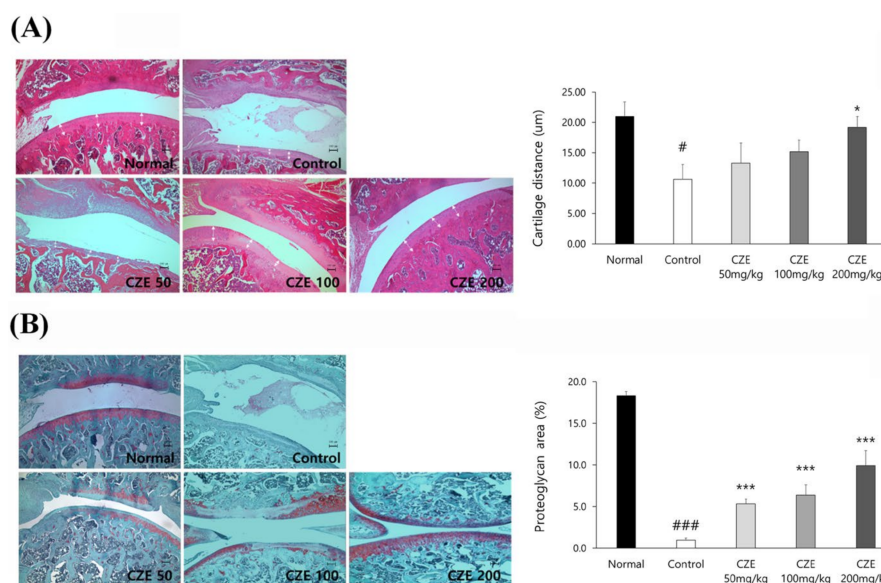 (A)
Normal
Control
CZE 50
CZE 100
CZE 200
Cartilage distance (um)
25.00
20.00
15.00
10.00
5.00
0.00
#
*
Normal
Control
CZE
50mg/kg
CZE
100mg/kg
CZE
200mg/kg
(B)
Normal
Control
CZE 50
CZE 100
CZE 200
Proteoglycan area (%)
20.0
15.0
10.0
5.0
0.0
###
***
***
***
Normal
Control
CZE
50mg/kg
CZE
100mg/kg
CZE